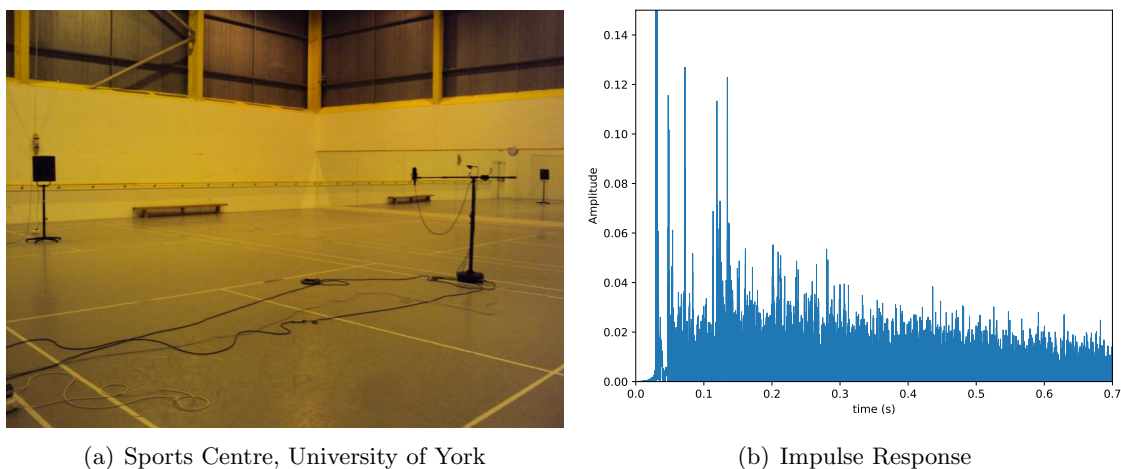 0.14
0.12
0.10
0.08
0.06
0.04
0.02
0.00
Amplitude
0.0 0.1 0.2 0.3 0.4 0.5 0.6 0.7
time (s)
(a) Sports Centre, University of York
(b) Impulse Response